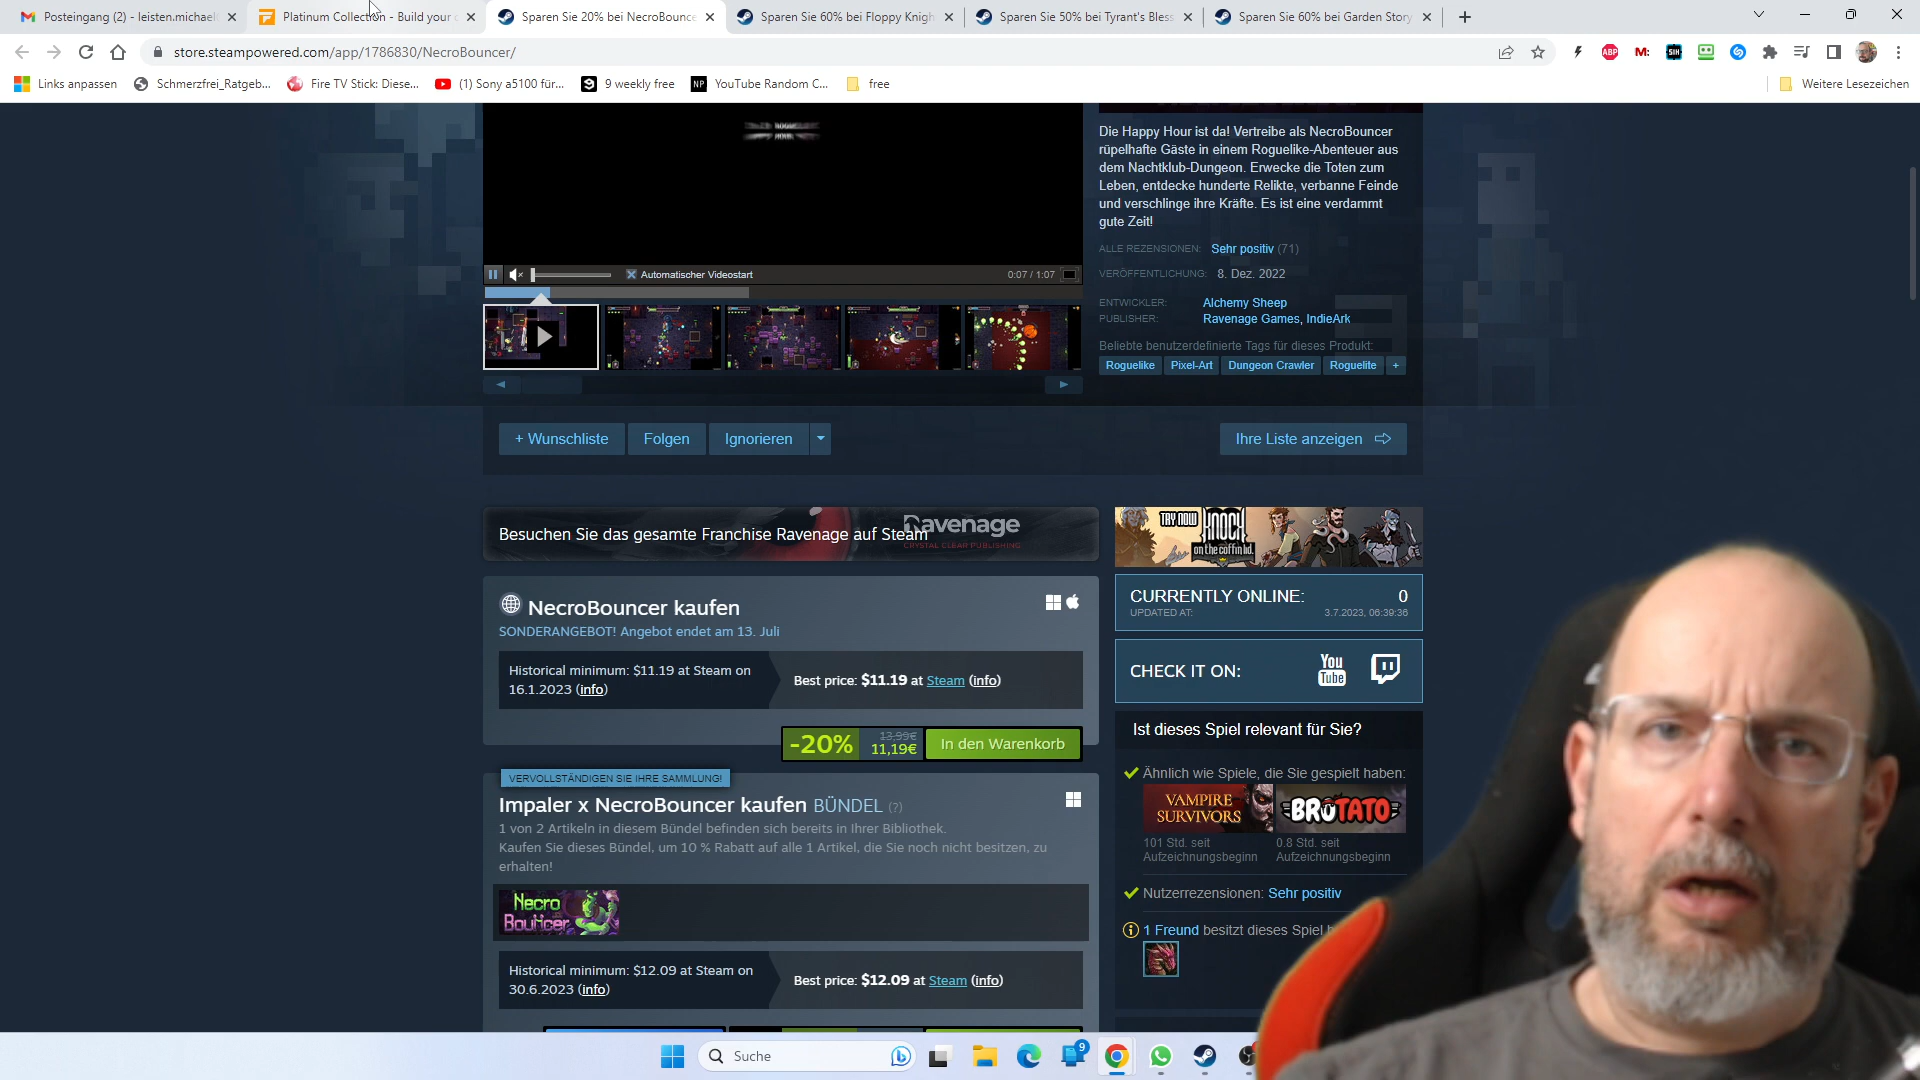 Posteingang (2) - leisten.michael
Platinum Collection - Build your
Sparen Sie 20% bei NecroBounce
Sparen Sie 60% bei Floppy Knigh
Sparen Sie 50% bei Tyrant's Bless
Sparen Sie 60% bei Garden Story
store.steampowered.com/app/1786830/NecroBouncer/
Links anpassen
Schmerzfrei_Ratgeb...
Fire TV Stick: Diese...
(1) Sony a5100 für...
9 weekly free
YouTube Random C...
free
Weitere Lesezeichen
Die Happy Hour ist da! Vertreibe als NecroBouncer
rüpelhafte Gäste in einem Roguelike-Abenteuer aus
dem Nachtklub-Dungeon. Erwecke die Toten zum
Leben, entdecke hunderte Relikte, verbanne Feinde
und verschlinge ihre Kräfte. Es ist eine verdammt
gute Zeit!
ALLE REZENSIONEN: Sehr positiv (71)
VERÖFFENTLICHUNG: 8. Dez. 2022
ENTWICKLER: Alchemy Sheep
PUBLISHER: Ravenage Games, IndieArk
Beliebte benutzerdefinierte Tags für dieses Produkt:
Roguelike Pixel-Art Dungeon Crawler Roguelite +
Automatischer Videostart
0:07 / 1:07
+ Wunschliste
Folgen
Ignorieren
Ihre Liste anzeigen
Besuchen Sie das gesamte Franchise Ravenage auf Steam
Ravenage
CRYSTAL CLEAR PUBLISHING
TRY NOW
KNOCK
on the coffin lid
NecroBouncer kaufen
SONDERANGEBOT! Angebot endet am 13. Juli
Historical minimum: $11.19 at Steam on
16.1.2023 (info)
Best price: $11.19 at Steam (info)
-20%
13,99€
11,19€
In den Warenkorb
VERVOLLSTÄNDIGEN SIE IHRE SAMMLUNG!
Impaler x NecroBouncer kaufen BÜNDEL (?)
1 von 2 Artikeln in diesem Bündel befinden sich bereits in Ihrer Bibliothek.
Kaufen Sie dieses Bündel, um 10 % Rabatt auf alle 1 Artikel, die Sie noch nicht besitzen, zu
erhalten!
Necro
Bouncer
Historical minimum: $12.09 at Steam on
30.6.2023 (info)
Best price: $12.09 at Steam (info)
CURRENTLY ONLINE: 0
UPDATED AT: 3.7.2023, 06:39:36
CHECK IT ON:
You
Tube
Ist dieses Spiel relevant für Sie?
Ähnlich wie Spiele, die Sie gespielt haben:
VAMPIRE
SURVIVORS
BROTATO
101 Std. seit
Aufzeichnungsbeginn
0.8 Std. seit
Aufzeichnungsbeginn
Nutzerrezensionen: Sehr positiv
1 Freund besitzt dieses Spiel
Suche
9